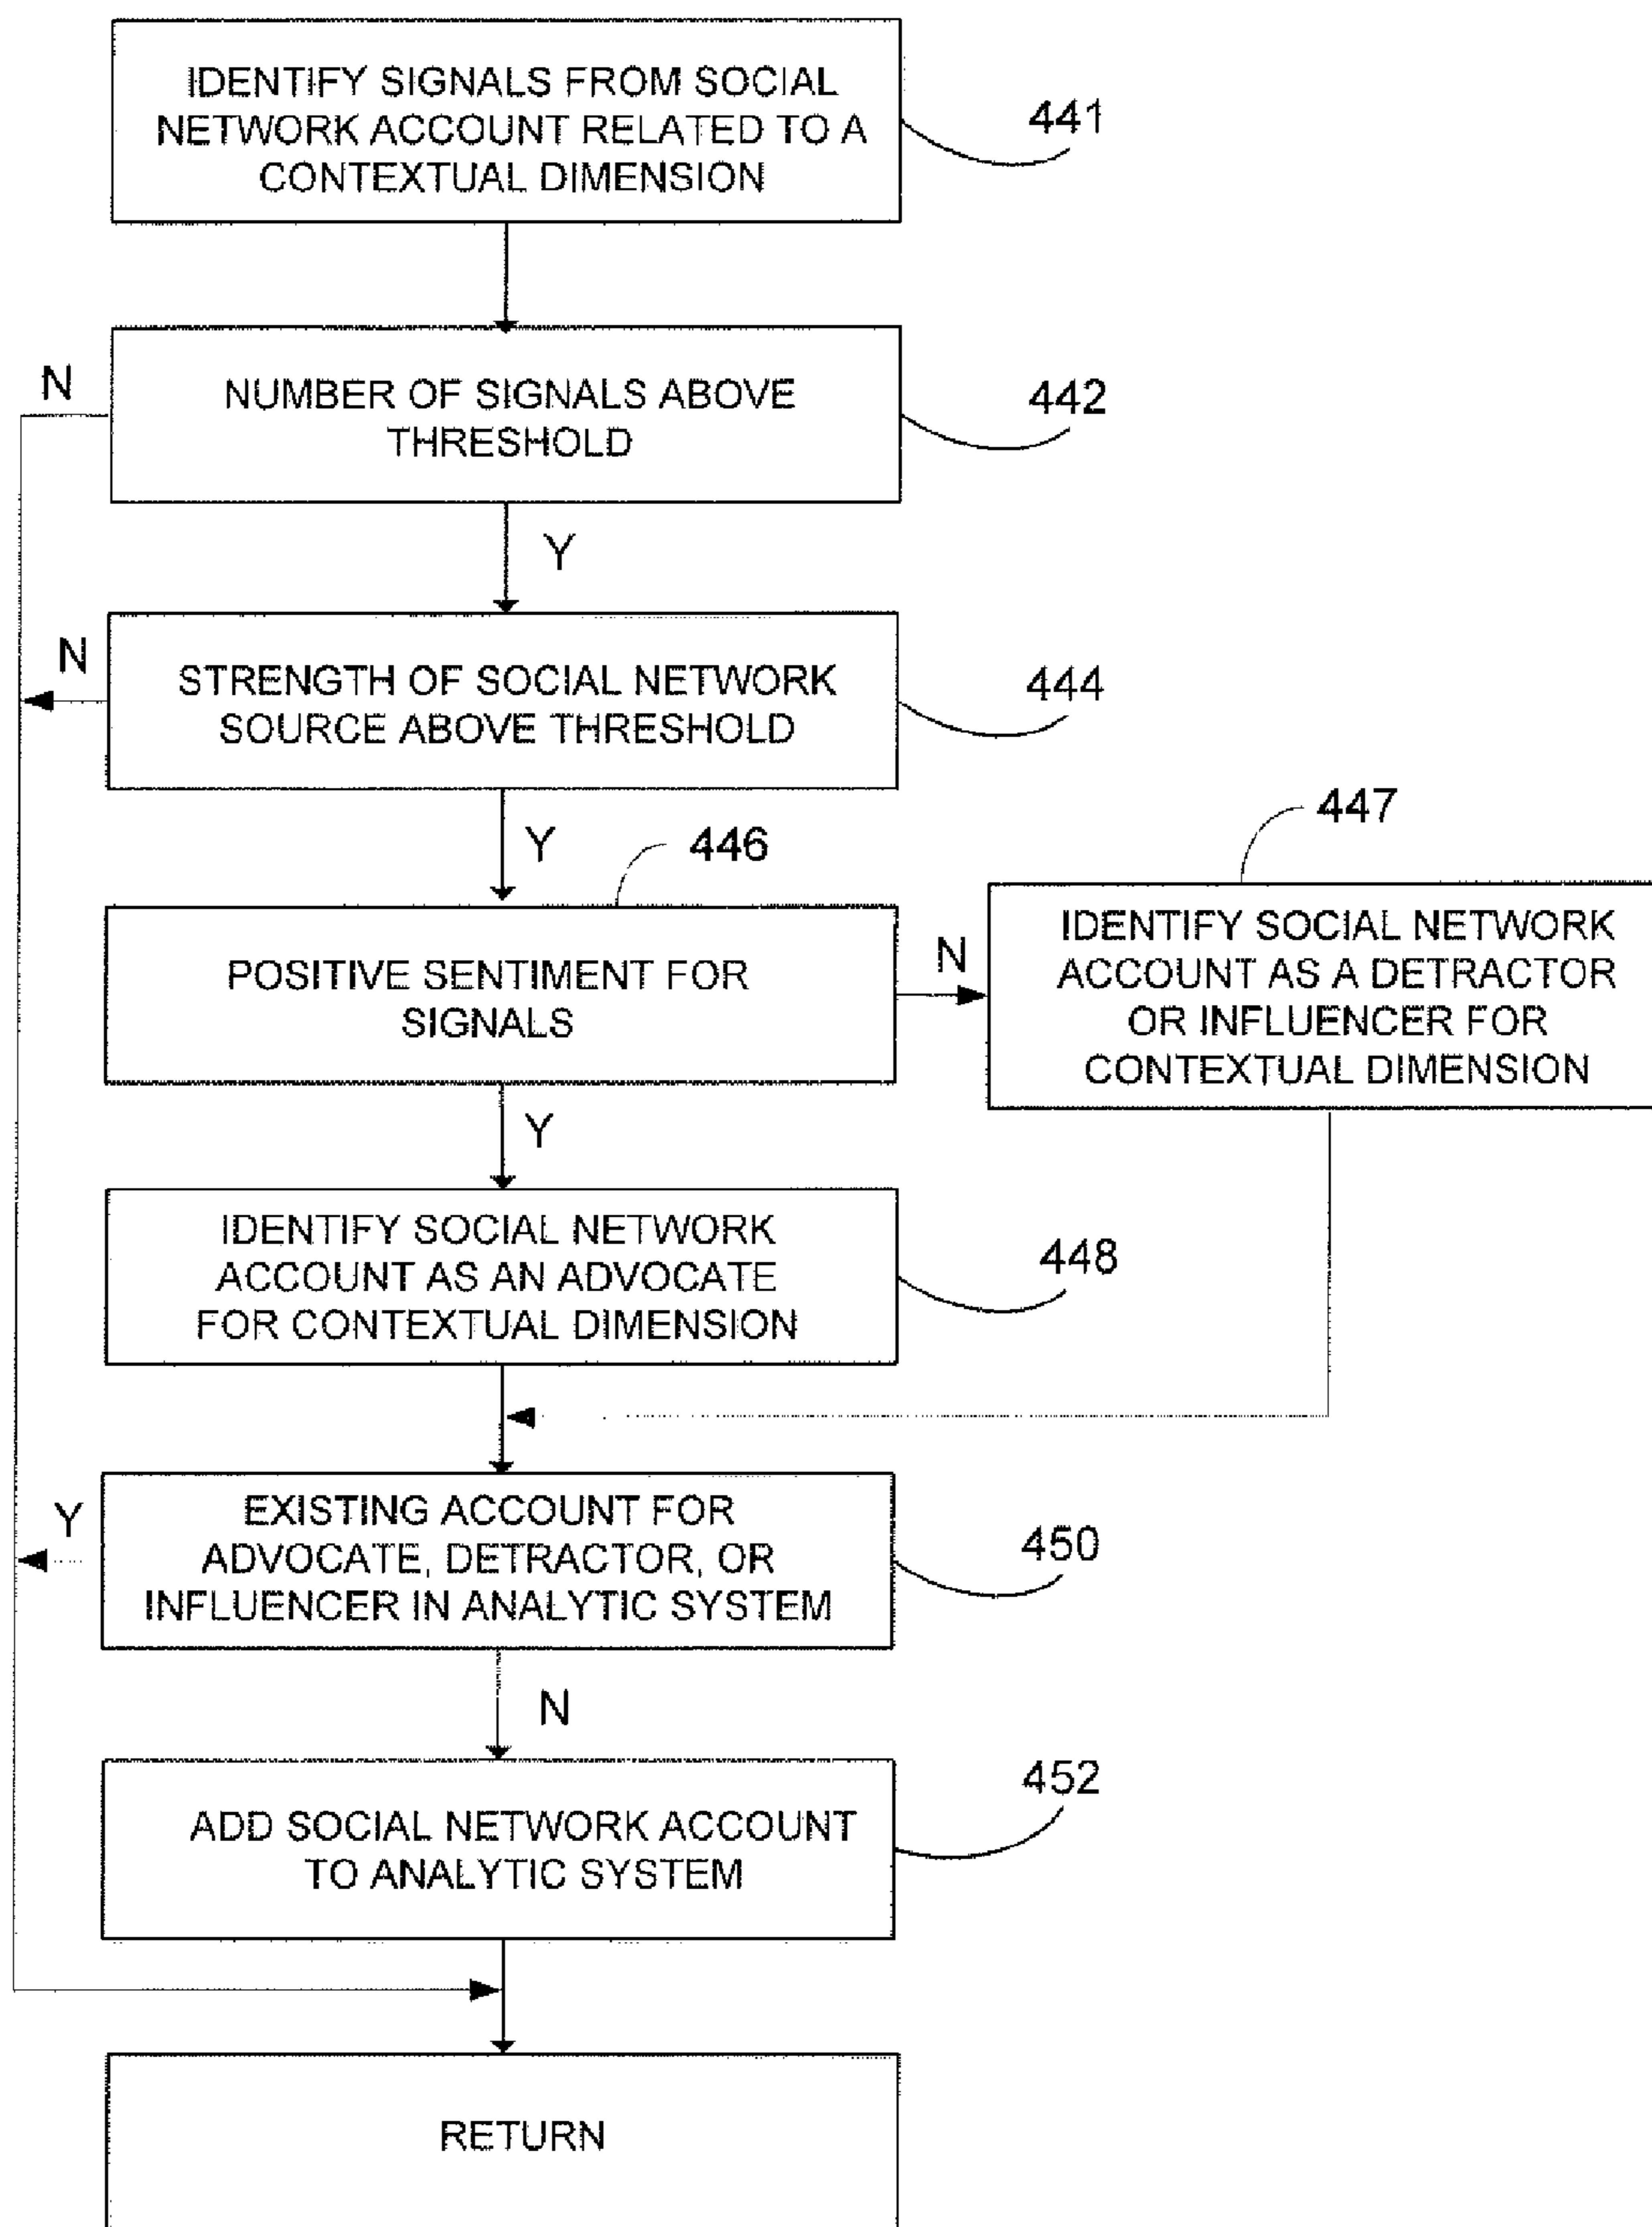 IDENTIFY SIGNALS FROM SOCIAL
NETWORK ACCOUNT RELATED TO A
CONTEXTUAL DIMENSION
441
N
NUMBER OF SIGNALS ABOVE
THRESHOLD
442
Y
N
STRENGTH OF SOCIAL NETWORK
SOURCE ABOVE THRESHOLD
444
Y
446
447
POSITIVE SENTIMENT FOR
SIGNALS
N
IDENTIFY SOCIAL NETWORK
ACCOUNT AS A DETRACTOR
OR INFLUENCER FOR
CONTEXTUAL DIMENSION
Y
IDENTIFY SOCIAL NETWORK
ACCOUNT AS AN ADVOCATE
FOR CONTEXTUAL DIMENSION
448
Y
EXISTING ACCOUNT FOR
ADVOCATE, DETRACTOR, OR
INFLUENCER IN ANALYTIC SYSTEM
450
N
ADD SOCIAL NETWORK ACCOUNT
TO ANALYTIC SYSTEM
452
RETURN